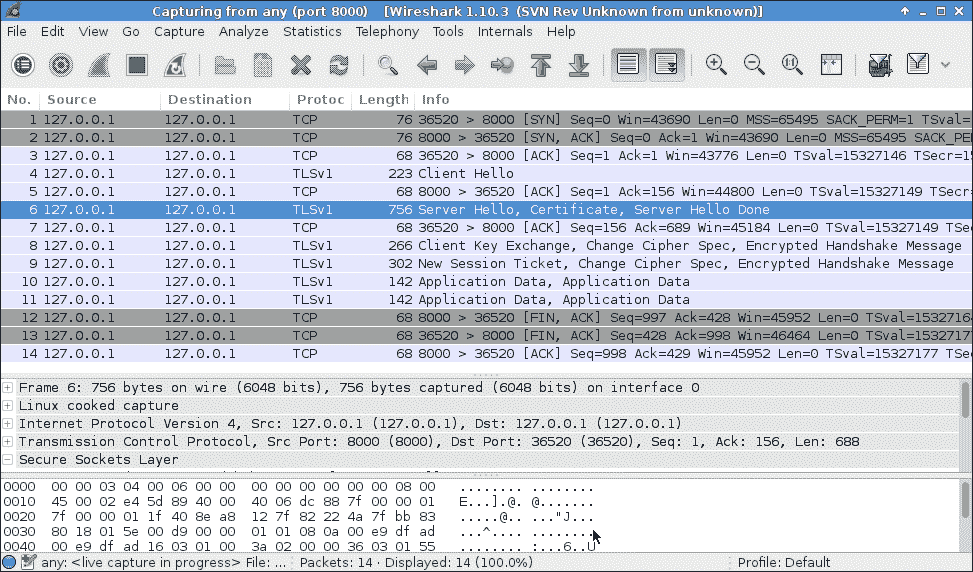 Capturing from any (port 8000) [Wireshark 1.10.3 (SVN Rev Unknown from unknown)]
File Edit View Go Capture Analyze Statistics Telephony Tools Internals Help
No. Source Destination Protoc Length Info
1 127.0.0.1 127.0.0.1 TCP 76 36520 > 8000 [SYN] Seq=0 Win=43690 Len=0 MSS=65495 SACK_PERM=1 TSval=
2 127.0.0.1 127.0.0.1 TCP 76 8000 > 36520 [SYN, ACK] Seq=0 Ack=1 Win=43690 Len=0 MSS=65495 SACK_PE
3 127.0.0.1 127.0.0.1 TCP 68 36520 > 8000 [ACK] Seq=1 Ack=1 Win=43776 Len=0 TSval=15327146 TSecr=1
4 127.0.0.1 127.0.0.1 TLSv1 223 Client Hello
5 127.0.0.1 127.0.0.1 TCP 68 8000 > 36520 [ACK] Seq=1 Ack=156 Win=44800 Len=0 TSval=15327149 TSecr
6 127.0.0.1 127.0.0.1 TLSv1 756 Server Hello, Certificate, Server Hello Done
7 127.0.0.1 127.0.0.1 TCP 68 36520 > 8000 [ACK] Seq=156 Ack=689 Win=45184 Len=0 TSval=15327149 TSe
8 127.0.0.1 127.0.0.1 TLSv1 266 Client Key Exchange, Change Cipher Spec, Encrypted Handshake Message
9 127.0.0.1 127.0.0.1 TLSv1 302 New Session Ticket, Change Cipher Spec, Encrypted Handshake Message
10 127.0.0.1 127.0.0.1 TLSv1 142 Application Data, Application Data
11 127.0.0.1 127.0.0.1 TLSv1 142 Application Data, Application Data
12 127.0.0.1 127.0.0.1 TCP 68 8000 > 36520 [FIN, ACK] Seq=997 Ack=428 Win=45952 Len=0 TSval=1532716
13 127.0.0.1 127.0.0.1 TCP 68 36520 > 8000 [FIN, ACK] Seq=428 Ack=998 Win=46464 Len=0 TSval=1532717
14 127.0.0.1 127.0.0.1 TCP 68 8000 > 36520 [ACK] Seq=998 Ack=429 Win=45952 Len=0 TSval=15327177 TSe
Frame 6: 756 bytes on wire (6048 bits), 756 bytes captured (6048 bits) on interface 0
Linux cooked capture
Internet Protocol Version 4, Src: 127.0.0.1 (127.0.0.1), Dst: 127.0.0.1 (127.0.0.1)
Transmission Control Protocol, Src Port: 8000 (8000), Dst Port: 36520 (36520), Seq: 1, Ack: 156, Len: 688
Secure Sockets Layer
0000 00 00 03 04 00 06 00 00 00 00 00 00 00 00 08 00 ........ ........
0010 45 00 02 e4 5d 89 40 00 40 06 dc 88 7f 00 00 01 E...].@. @.......
0020 7f 00 00 01 1f 40 8e a8 12 7f 82 22 4a 7f bb 83 .....@.. ..."J...
0030 80 18 01 5e 00 d9 00 00 01 01 08 0a 00 e9 df ad ...^.... ........
0040 00 e9 df ad 16 03 01 00 3a 02 00 00 36 03 01 55 ........ :...6..U
any: <live capture in progress> File: ... Packets: 14 · Displayed: 14 (100.0%) Profile: Default